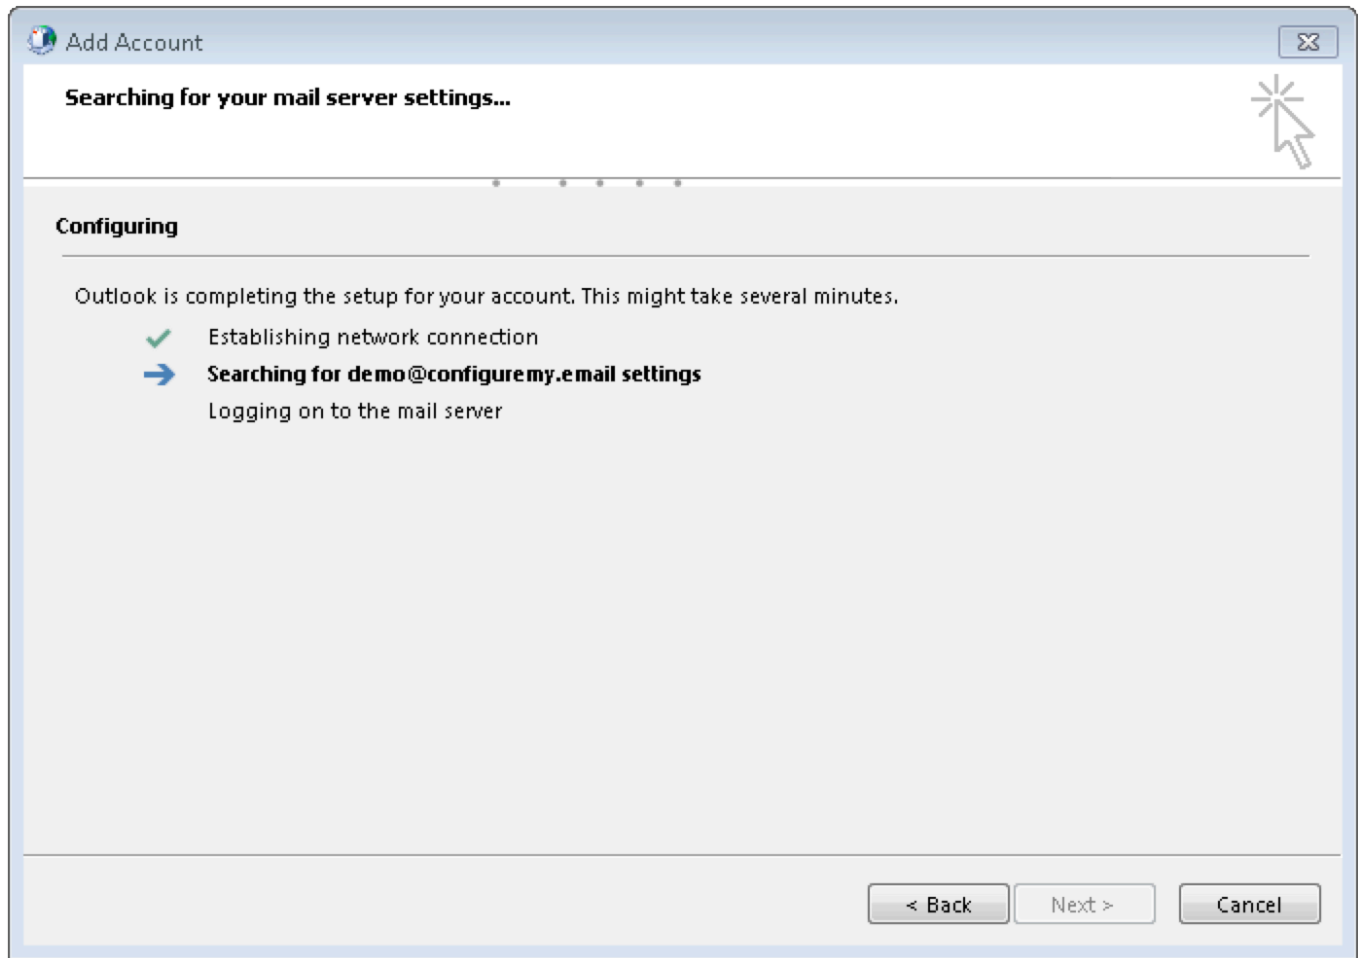 Add Account
Searching for your mail server settings...
Configuring
Outlook is completing the setup for your account. This might take several minutes.
Establishing network connection
Searching for demo@configuremy.email settings
Logging on to the mail server
< Back
Next >
Cancel